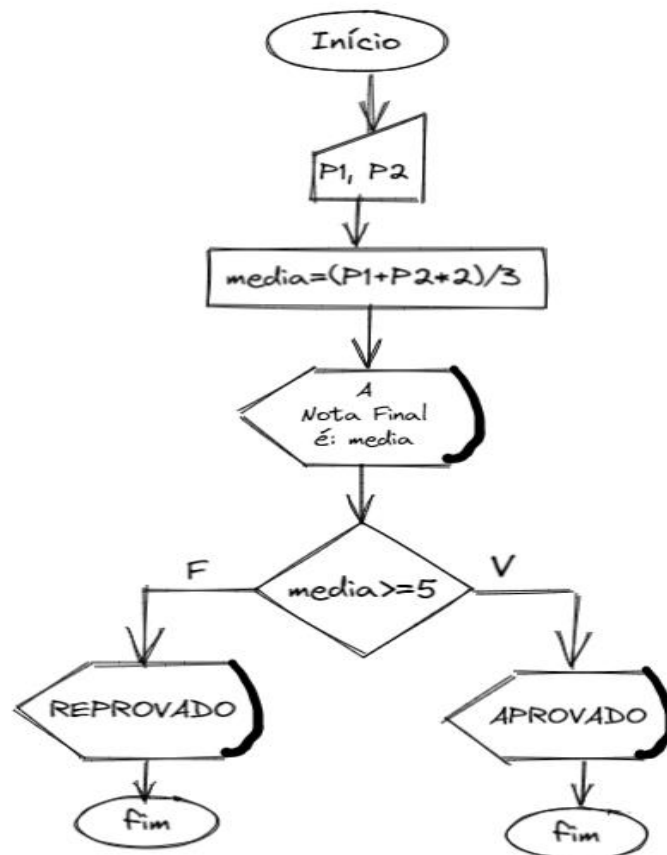 Início
P1, P2
media=(P1+P2*2)/3
A
Nota Final
é: media
media>=5
F
V
REPROVADO
APROVADO
fim
fim